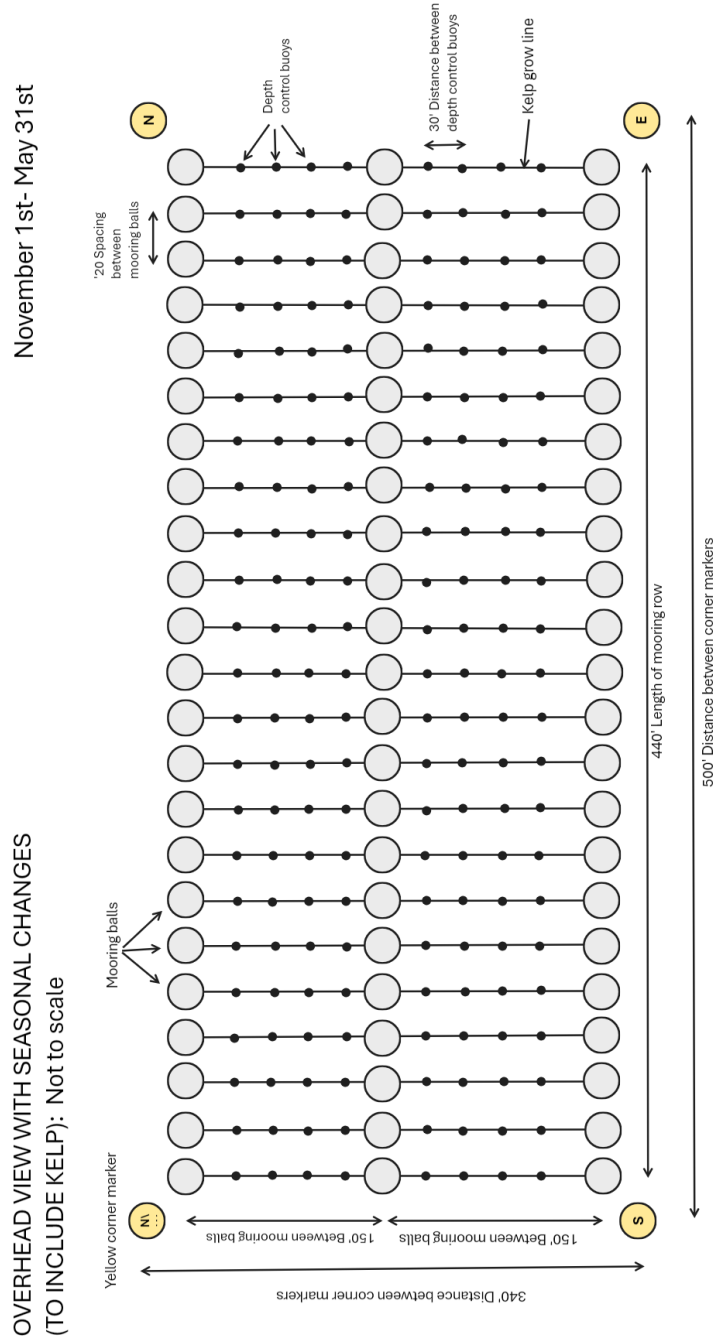 OVERHEAD VIEW WITH SEASONAL CHANGES
(TO INCLUDE KELP): Not to scale
November 1st- May 31st
Yellow corner marker
Mooring balls
'20 Spacing
between
mooring balls
Depth
control buoys
30' Distance between
depth control buoys
Kelp grow line
N\
...
N
S
E
150' Between mooring balls
150' Between mooring balls
340' Distance between corner markers
440' Length of mooring row
500' Distance between corner markers